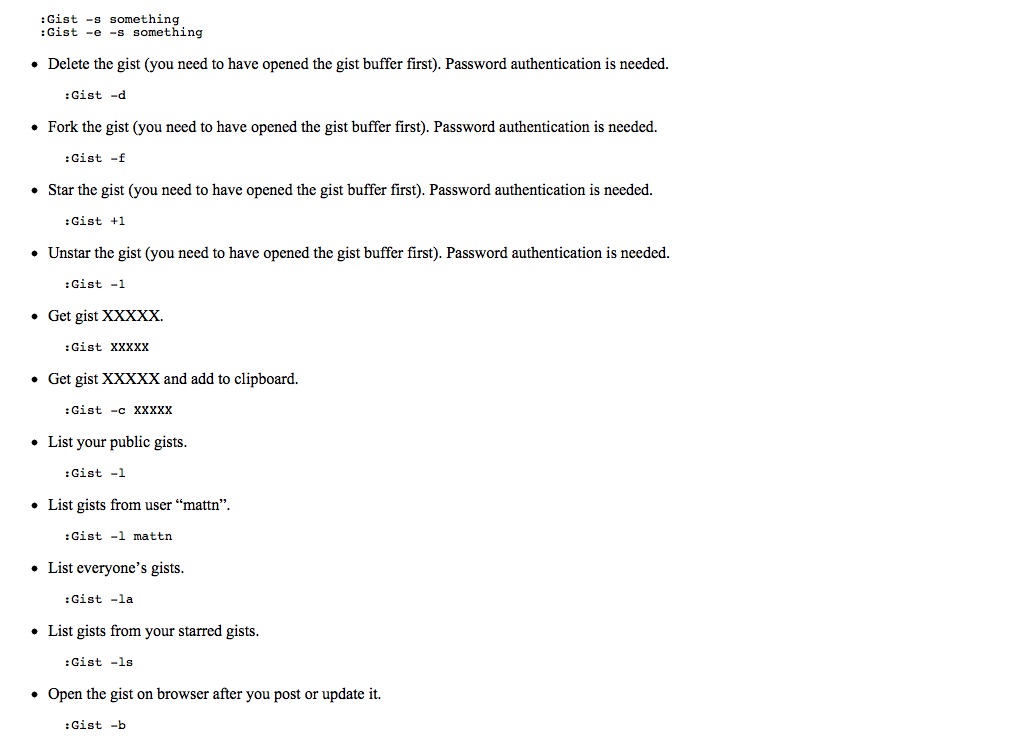 :Gist -s something
:Gist -e -s something
• Delete the gist (you need to have opened the gist buffer first). Password authentication is needed.
:Gist -d
• Fork the gist (you need to have opened the gist buffer first). Password authentication is needed.
:Gist -f
• Star the gist (you need to have opened the gist buffer first). Password authentication is needed.
:Gist +1
• Unstar the gist (you need to have opened the gist buffer first). Password authentication is needed.
:Gist -1
• Get gist XXXXX.
:Gist XXXXX
• Get gist XXXXX and add to clipboard.
:Gist -c XXXXX
• List your public gists.
:Gist -l
• List gists from user “mattn”.
:Gist -l mattn
• List everyone’s gists.
:Gist -la
• List gists from your starred gists.
:Gist -ls
• Open the gist on browser after you post or update it.
:Gist -b